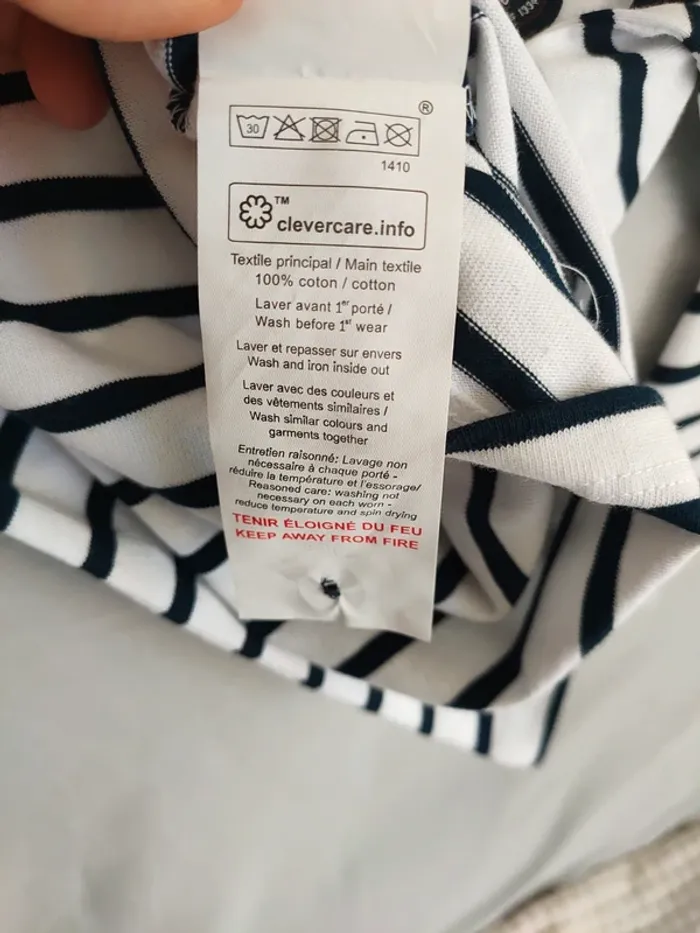 30
®
1410
TM
clevercare.info
Textile principal / Main textile
100% coton / cotton
Laver avant 1er porté /
Wash before 1st wear
Laver et repasser sur envers
Wash and iron inside out
Laver avec des couleurs et
des vêtements similaires /
Wash similar colours and
garments together
Entretien raisonné: Lavage non
nécessaire à chaque porté -
réduire la température et l'essorage/
Reasoned care: washing not
necessary on each worn -
reduce temperature and spin drying
TENIR ÉLOIGNÉ DU FEU
KEEP AWAY FROM FIRE